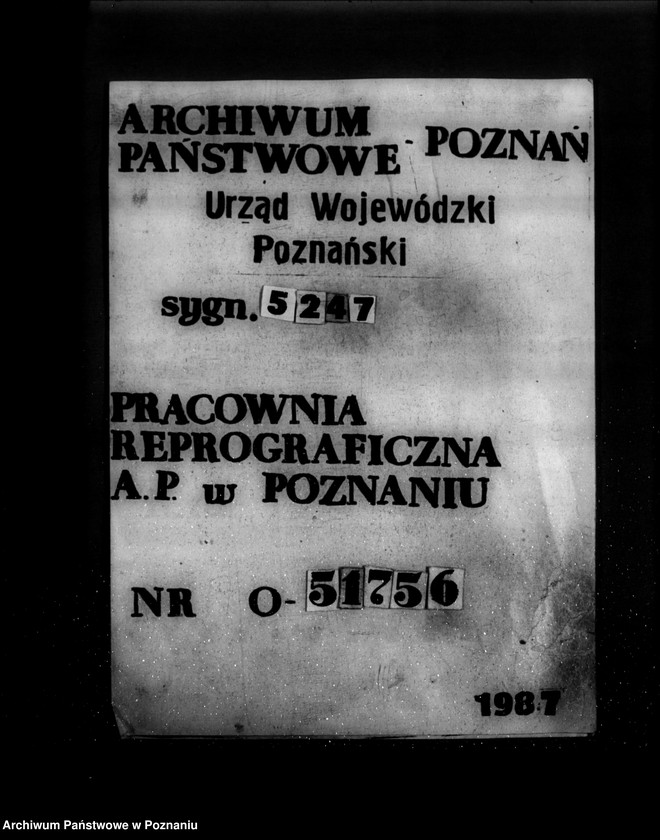 ARCHIWUM
PAŃSTWOWE - POZNAŃ
Urząd Wojewódzki
Poznański
sygn. 5247
PRACOWNIA
REPROGRAFICZNA
A.P. w POZNANIU
NR O-51756
1987
Archiwum Państwowe w Poznaniu